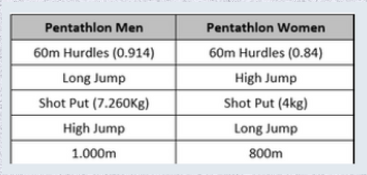 Pentathlon Men Pentathlon Women
60m Hurdles (0.914) 60m Hurdles (0.84)
Long Jump High Jump
Shot Put (7.260Kg) Shot Put (4kg)
High Jump Long Jump
1.000m 800m